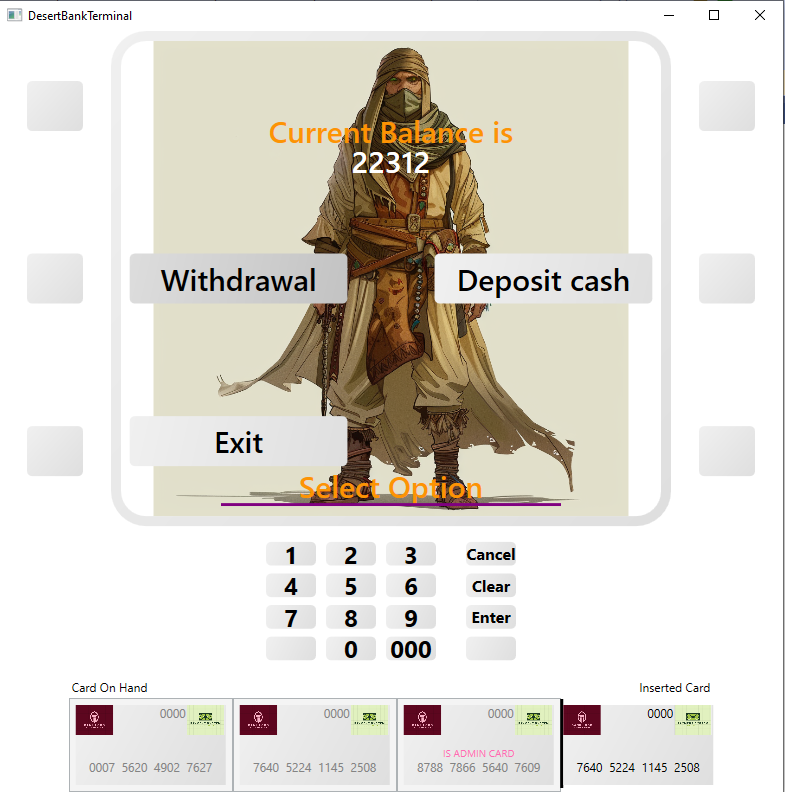 DesertBankTerminal
Current Balance is
22312
Withdrawal
Deposit cash
Exit
Select Option
1 2 3 Cancel
4 5 6 Clear
7 8 9 Enter
0 000
Card On Hand
Inserted Card
0000
0007 5620 4902 7627
0000
7640 5224 1145 2508
0000
IS ADMIN CARD
8788 7866 5640 7609
0000
7640 5224 1145 2508